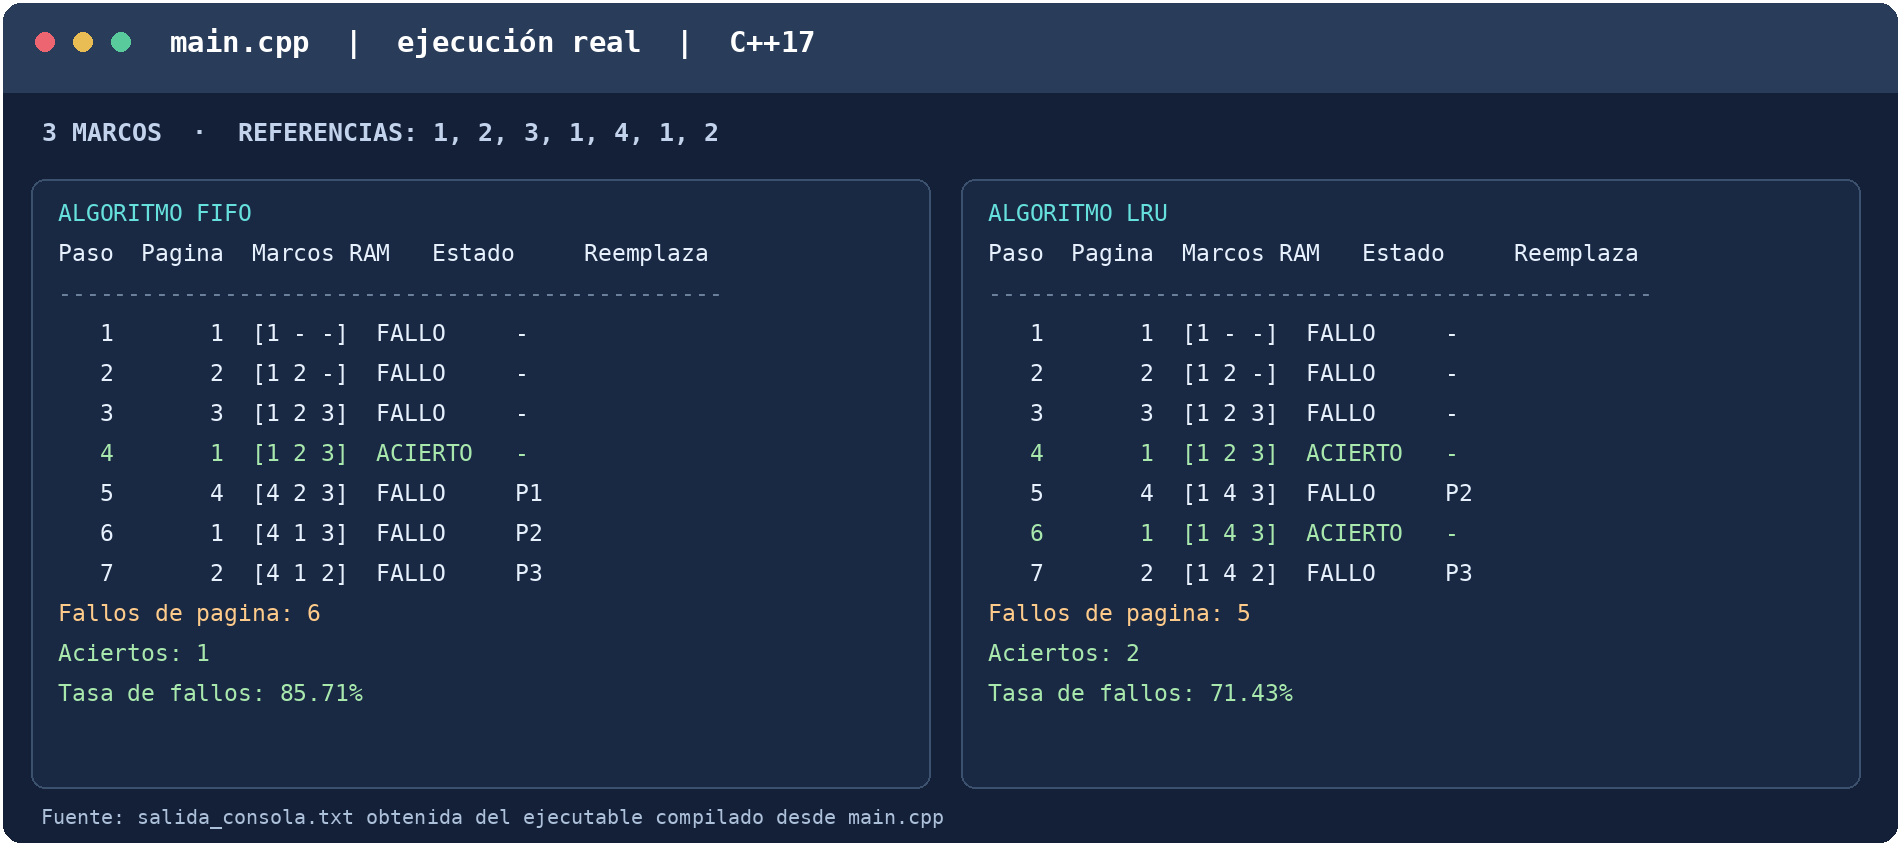 main.cpp | ejecución real | C++17
3 MARCOS · REFERENCIAS: 1, 2, 3, 1, 4, 1, 2
ALGORITMO FIFO
Paso Pagina Marcos RAM Estado Reemplaza
------------------------------------------------
1 1 [1 - -] FALLO -
2 2 [1 2 -] FALLO -
3 3 [1 2 3] FALLO -
4 1 [1 2 3] ACIERTO -
5 4 [4 2 3] FALLO P1
6 1 [4 1 3] FALLO P2
7 2 [4 1 2] FALLO P3
Fallos de pagina: 6
Aciertos: 1
Tasa de fallos: 85.71%
ALGORITMO LRU
Paso Pagina Marcos RAM Estado Reemplaza
------------------------------------------------
1 1 [1 - -] FALLO -
2 2 [1 2 -] FALLO -
3 3 [1 2 3] FALLO -
4 1 [1 2 3] ACIERTO -
5 4 [1 4 3] FALLO P2
6 1 [1 4 3] ACIERTO -
7 2 [1 4 2] FALLO P3
Fallos de pagina: 5
Aciertos: 2
Tasa de fallos: 71.43%
Fuente: salida_consola.txt obtenida del ejecutable compilado desde main.cpp